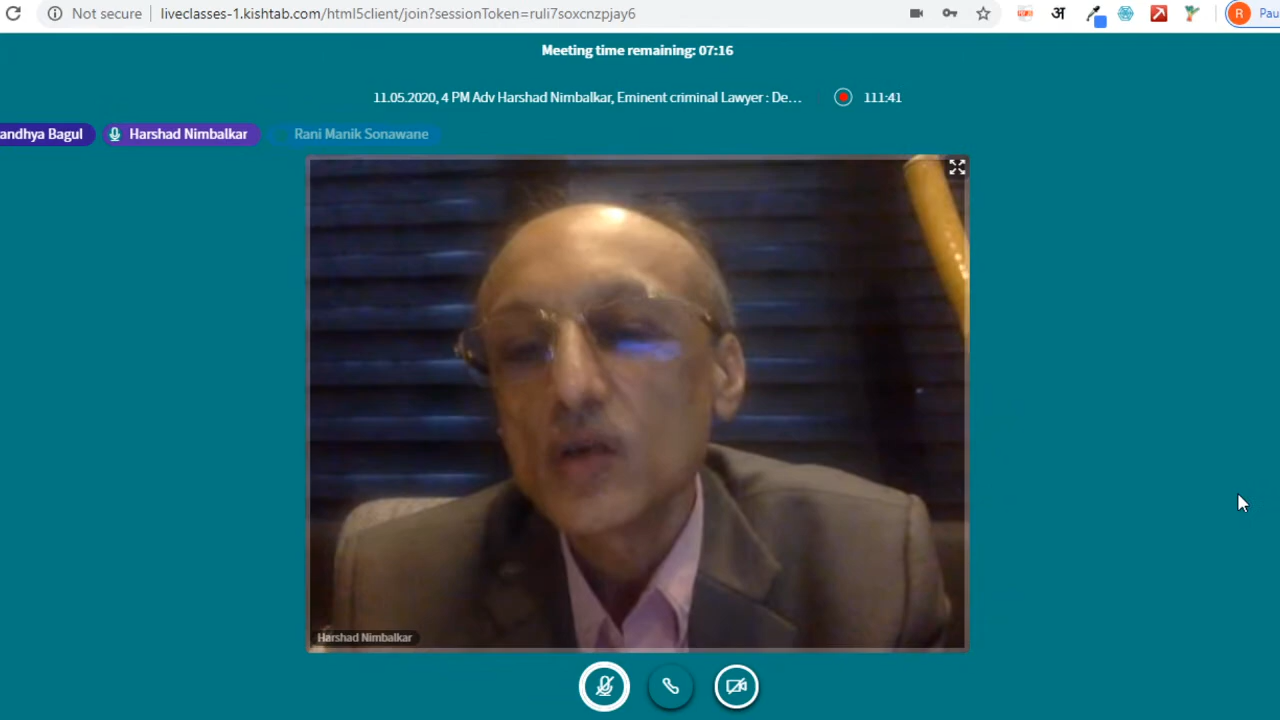 Not secure
liveclasses-1.kishtab.com/html5client/join?sessionToken=ruli7soxcnzpjay6
अ
R
Pau
Meeting time remaining: 07:16
11.05.2020, 4 PM Adv Harshad Nimbalkar, Eminent criminal Lawyer : De...
111:41
andhya Bagul
Harshad Nimbalkar
Rani Manik Sonawane
Harshad Nimbalkar